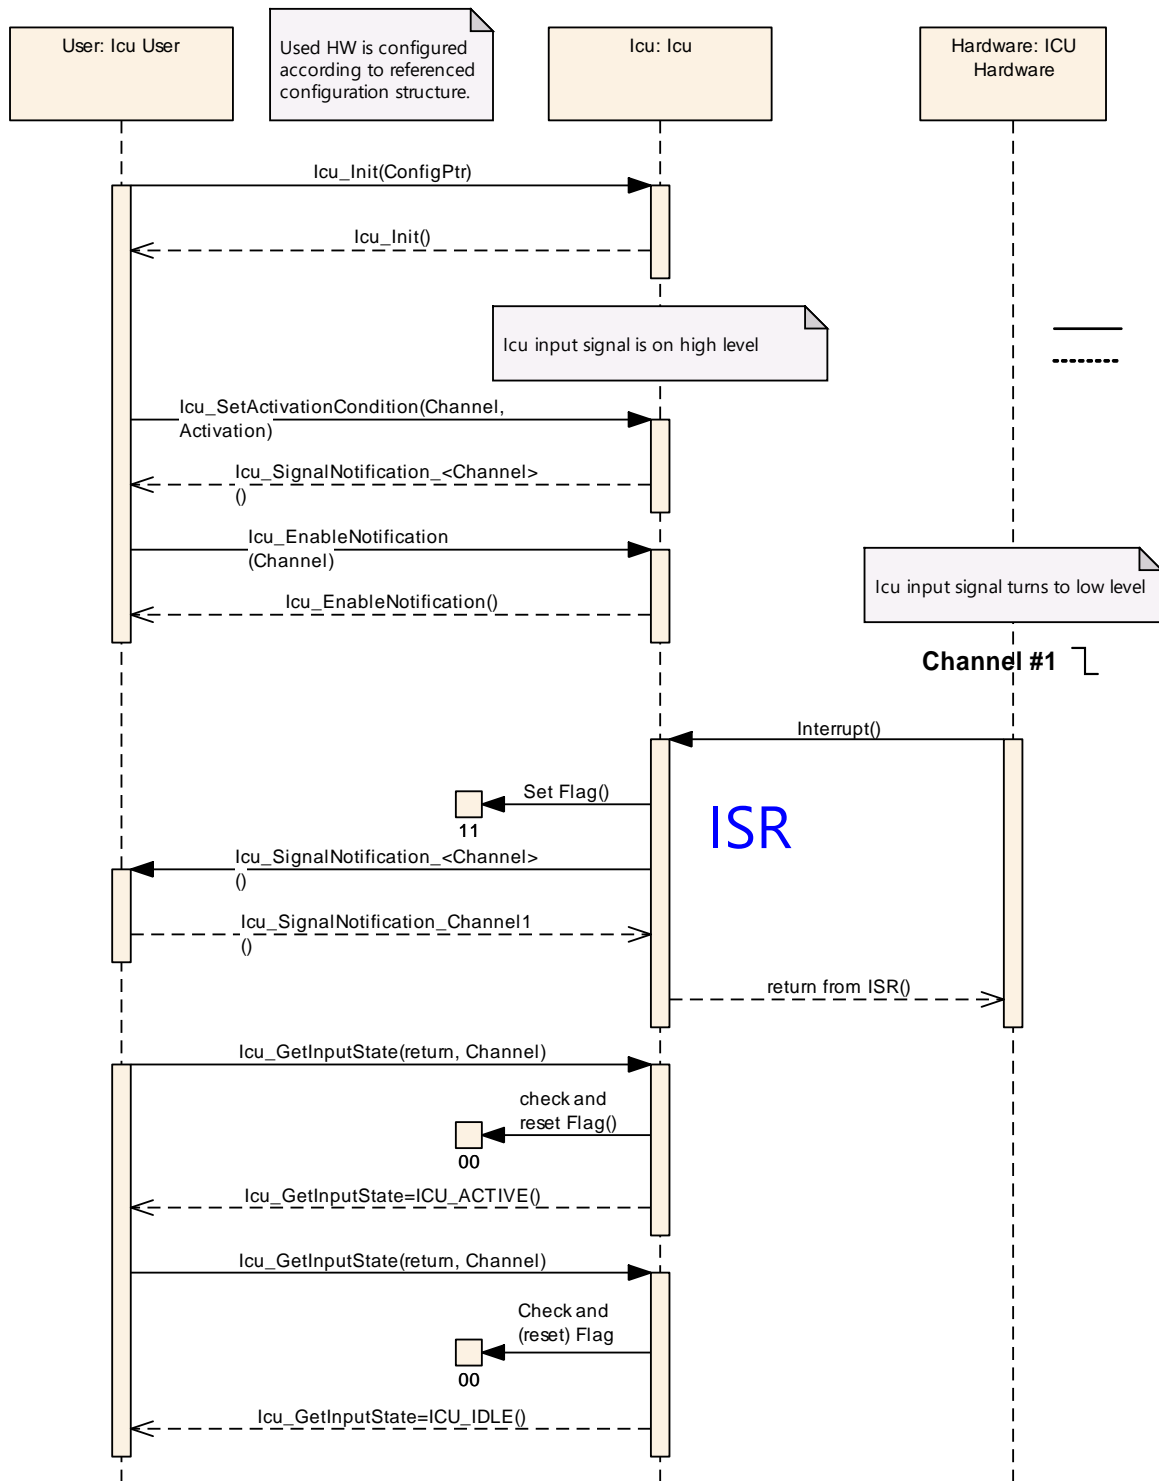 User: Icu User
Used HW is configured
according to referenced
configuration structure.
Icu: Icu
Hardware: ICU
Hardware
Icu_Init(ConfigPtr)
Icu_Init()
Icu input signal is on high level
Icu_SetActivationCondition(Channel,
Activation)
Icu_SignalNotification_<Channel>
()
Icu_EnableNotification
(Channel)
Icu input signal turns to low level
Icu_EnableNotification()
Channel #1
Interrupt()
Set Flag()
11
ISR
Icu_SignalNotification_<Channel>
()
Icu_SignalNotification_Channel1
()
return from ISR()
Icu_GetInputState(return, Channel)
check and
reset Flag()
00
Icu_GetInputState=ICU_ACTIVE()
Icu_GetInputState(return, Channel)
Check and
(reset) Flag
00
Icu_GetInputState=ICU_IDLE()